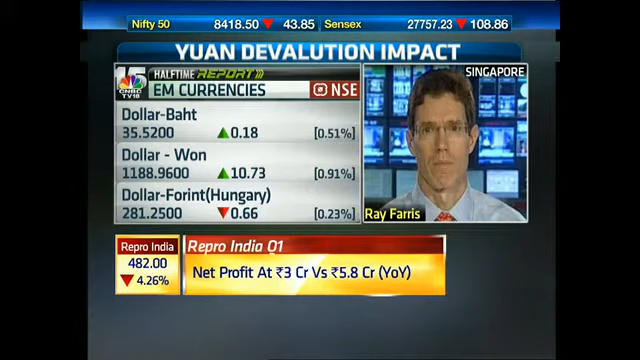 Nifty 50 8418.50 43.85 Sensex 27757.23 108.86
YUAN DEVALUTION IMPACT
15
CNBC
TV18
HALFTIME REPORT
EM CURRENCIES
NSE
SINGAPORE
Dollar-Baht
35.5200 0.18 [0.51%]
Dollar - Won
1188.9600 10.73 [0.91%]
Dollar-Forint(Hungary)
281.2500 0.66 [0.23%]
Ray Farris
Repro India
482.00
4.26%
Repro India Q1
Net Profit At ₹3 Cr Vs ₹5.8 Cr (YoY)